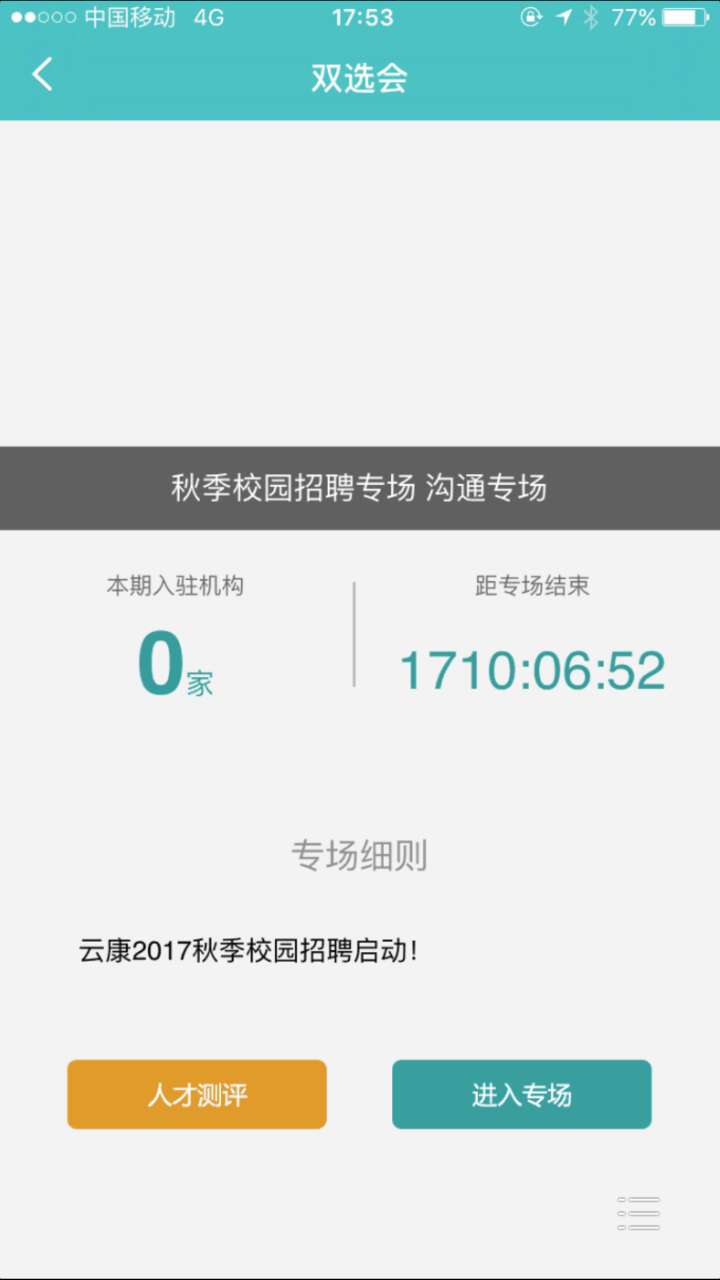 中国移动 4G 17:53 77%
双选会
秋季校园招聘专场 沟通专场
本期入驻机构 距专场结束
0家 1710:06:52
专场细则
云康2017秋季校园招聘启动！
人才测评 进入专场